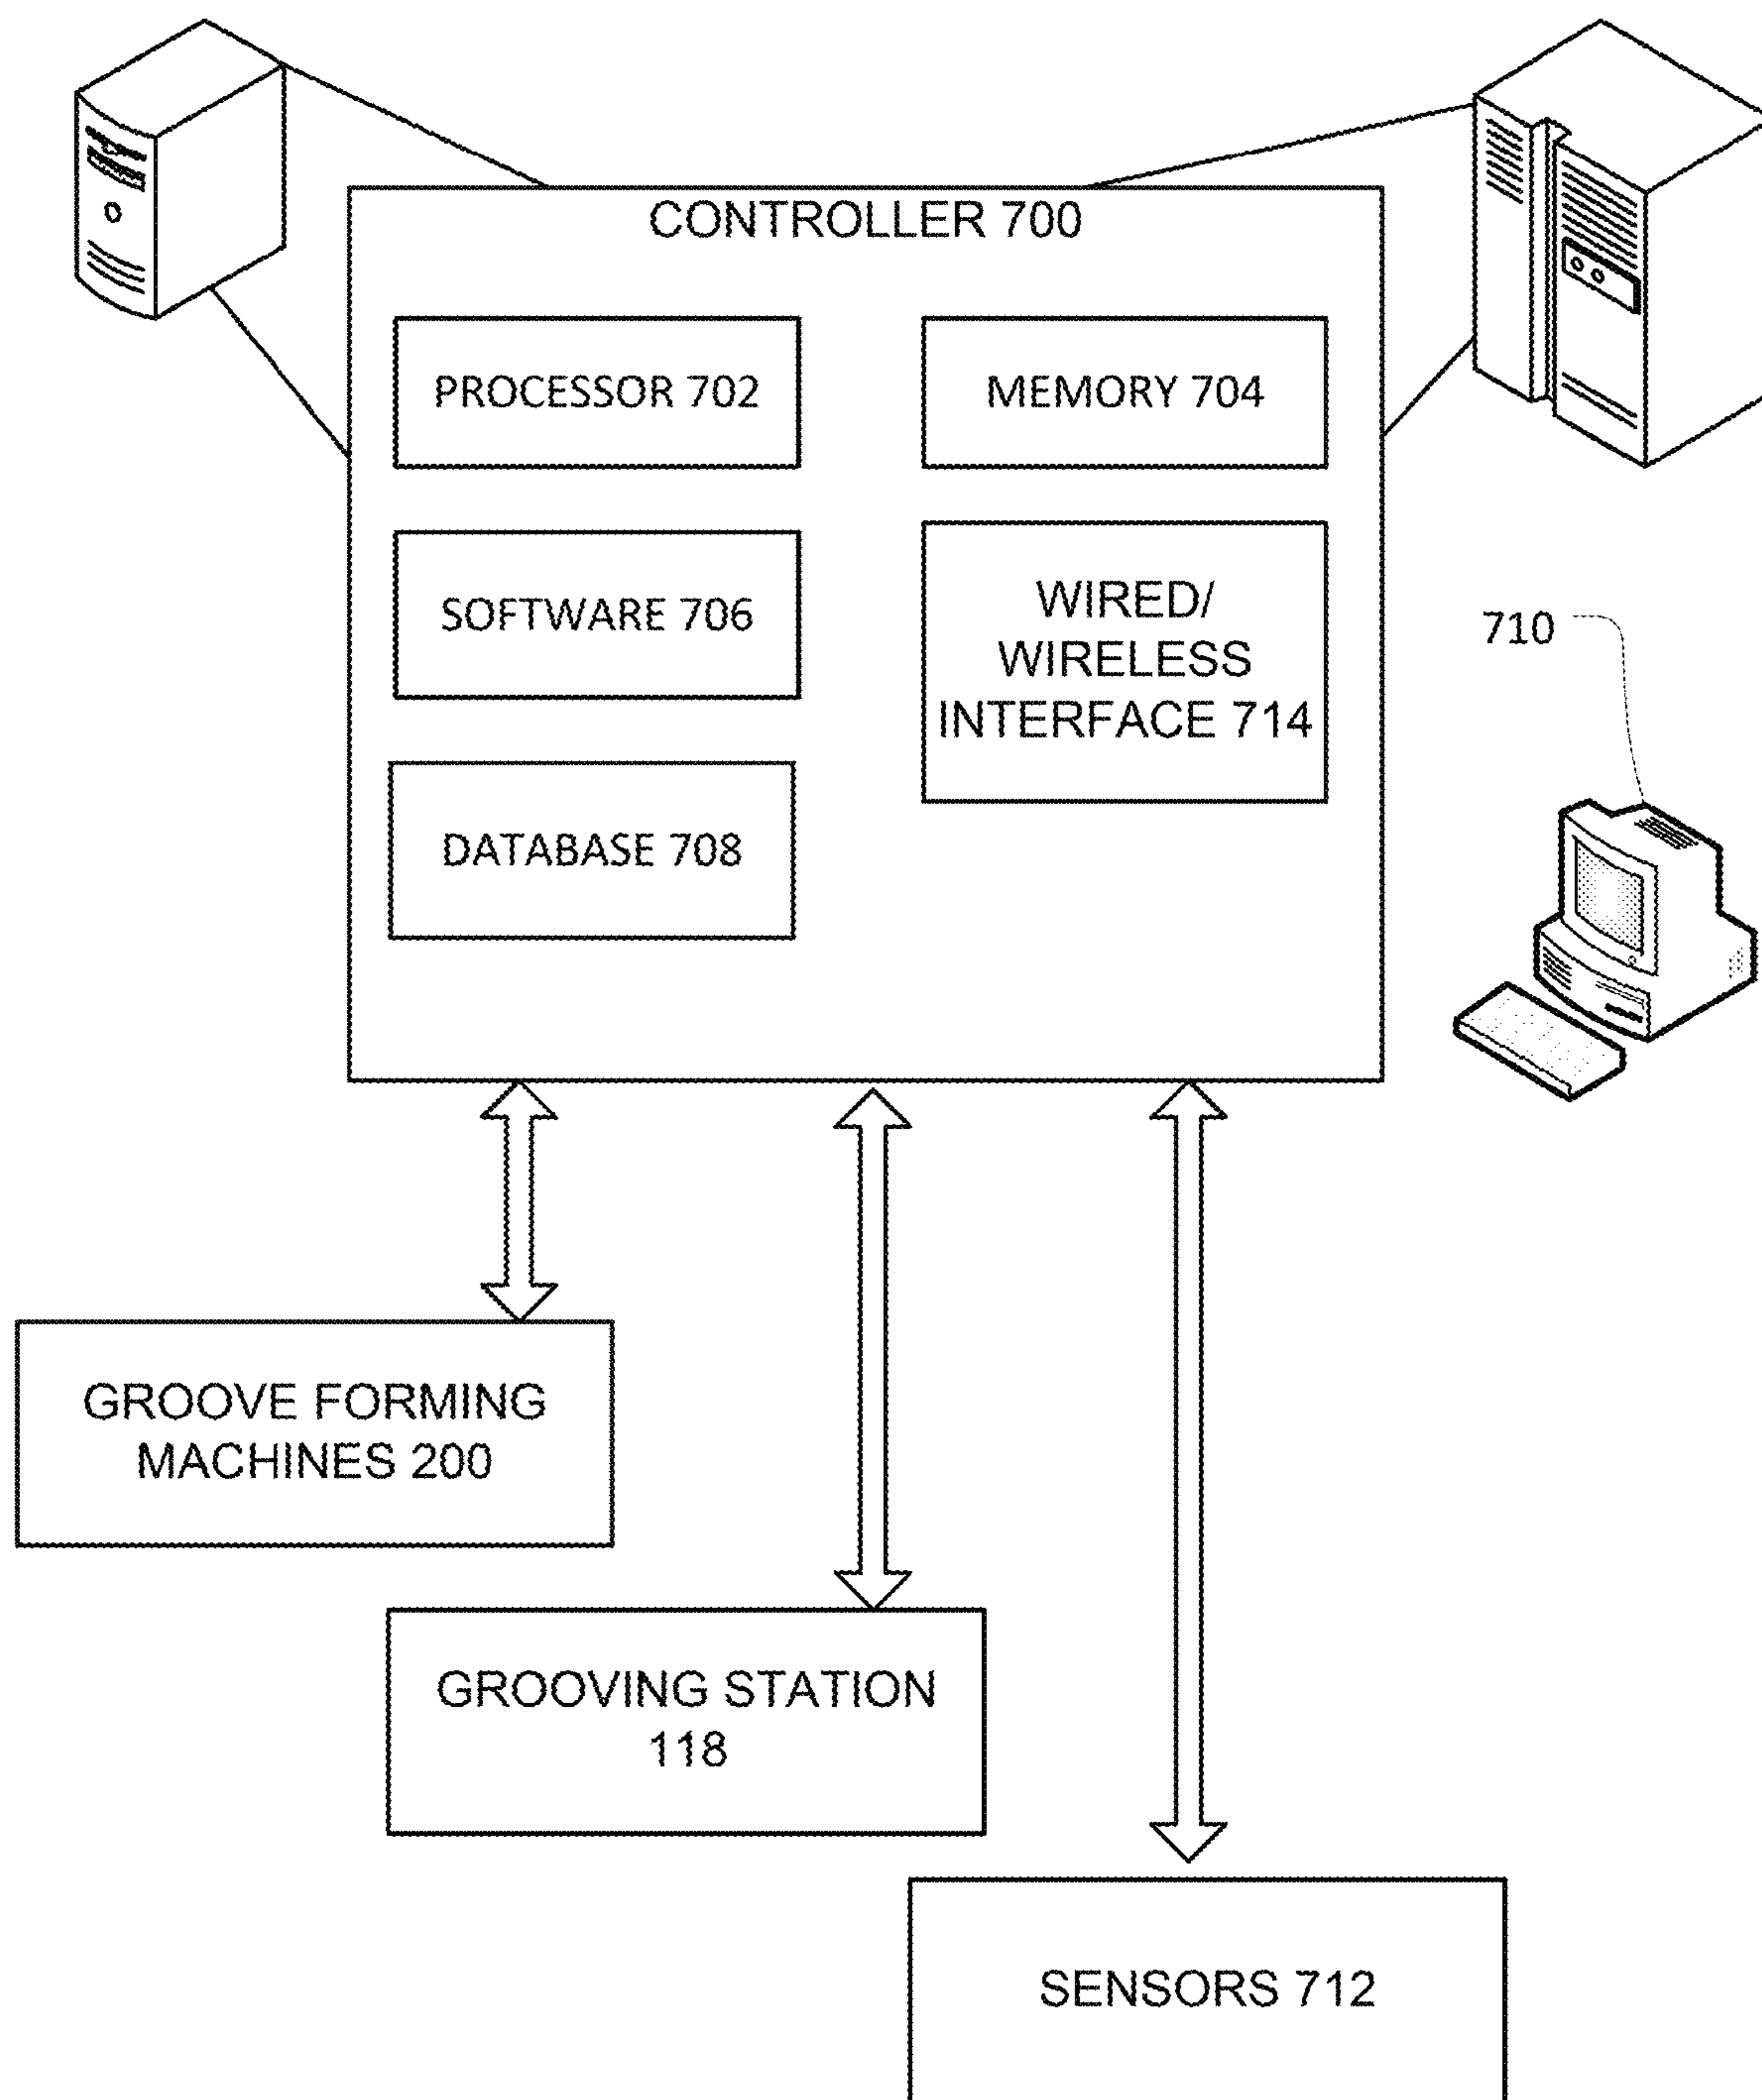 CONTROLLER 700
PROCESSOR 702
MEMORY 704
SOFTWARE 706
WIRED/
WIRELESS
INTERFACE 714
710
DATABASE 708
GROOVE FORMING
MACHINES 200
GROOVING STATION
118
SENSORS 712